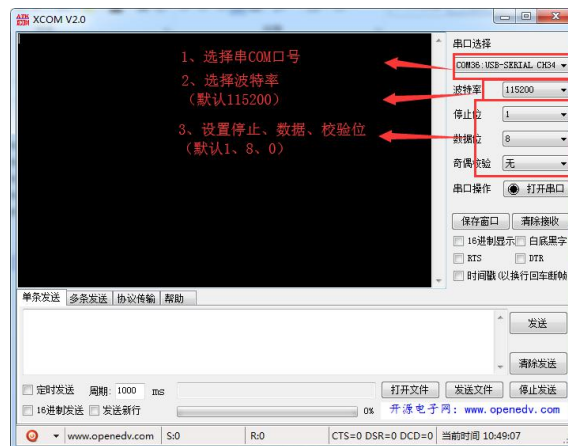 XCOM V2.0
1、选择串COM口号
2、选择波特率
（默认115200）
3、设置停止、数据、校验位
（默认1、8、0）
串口选择
COM36:USB-SERIAL CH34
波特率 115200
停止位 1
数据位 8
奇偶校验 无
串口操作 打开串口
保存窗口 清除接收
16进制显示 白底黑字
RTS DTR
时间戳(以换行回车断帧)
单条发送 多条发送 协议传输 帮助
发送
清除发送
定时发送 周期: 1000 ms 打开文件 发送文件 停止发送
16进制发送 发送新行 0% 开源电子网: www.openedv.com
www.openedv.com S:0 R:0 CTS=0 DSR=0 DCD=0 当前时间 10:49:07